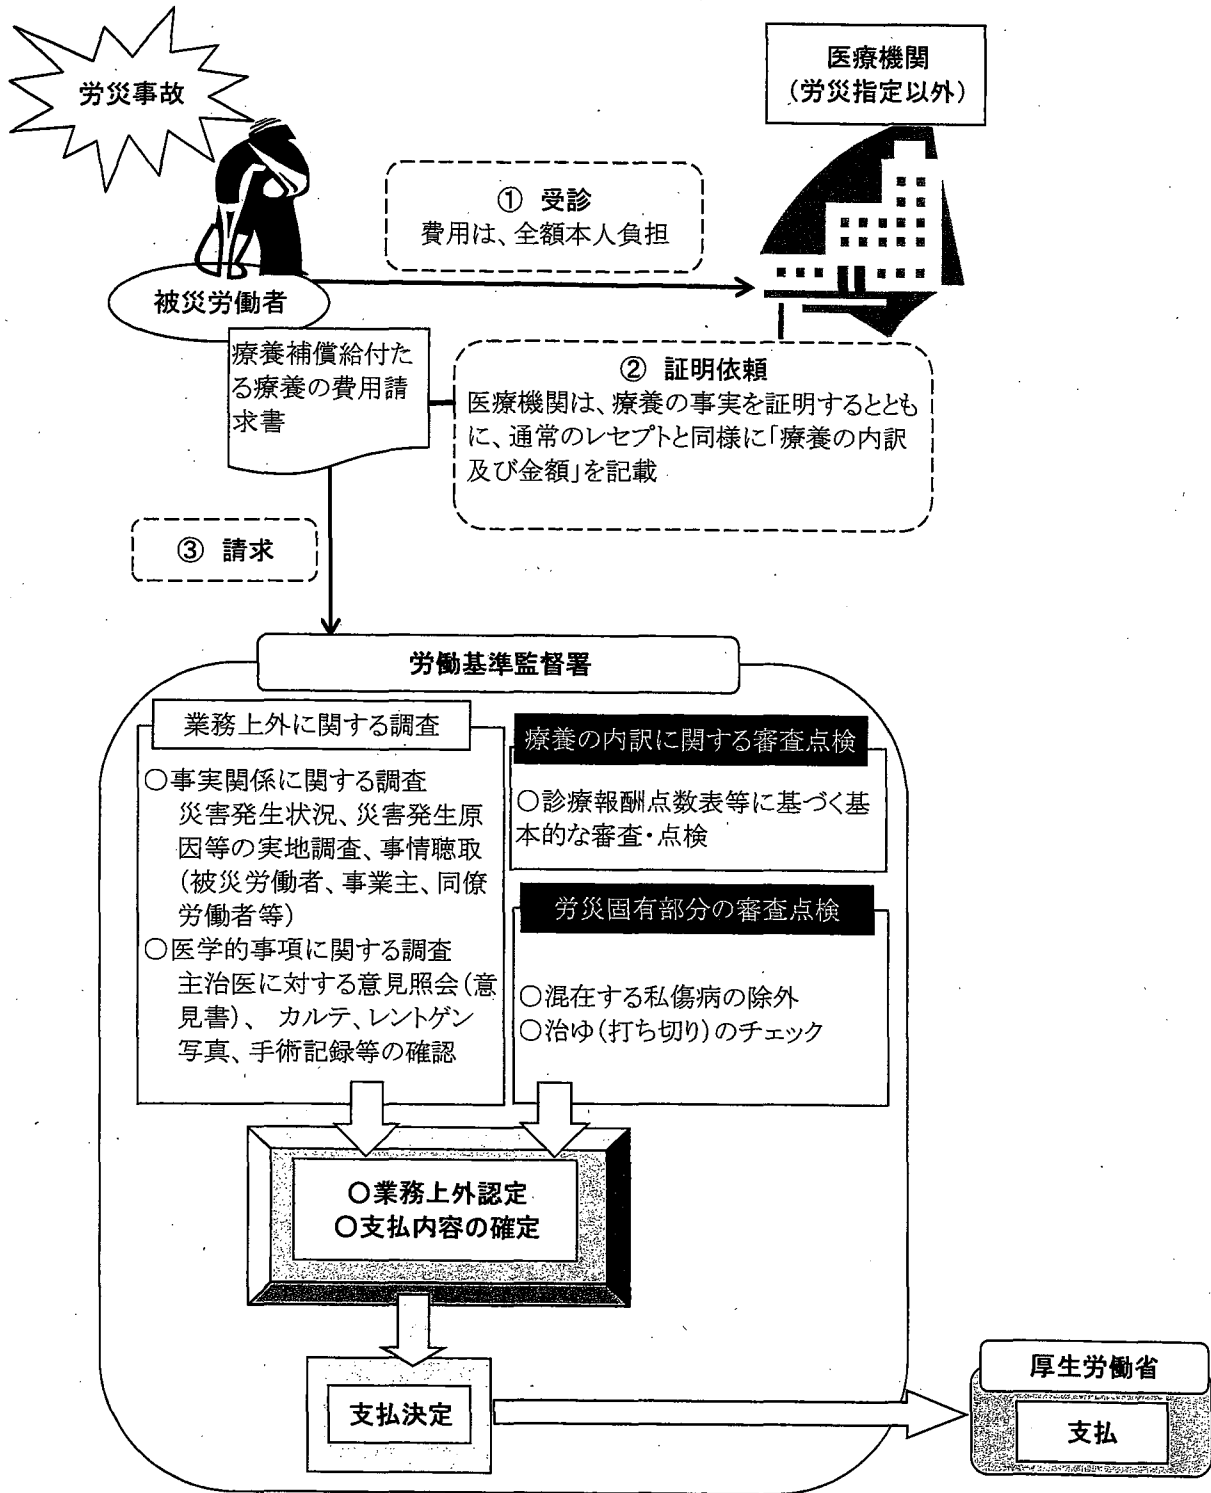 労災事故
医療機関
(労災指定以外)
① 受診
費用は、全額本人負担
被災労働者
療養補償給付た
る療養の費用請
求書
② 証明依頼
医療機関は、療養の事実を証明するととも
に、通常のレセプトと同様に「療養の内訳
及び金額」を記載
③ 請求
労働基準監督署
業務上外に関する調査
○事実関係に関する調査
災害発生状況、災害発生原
因等の実地調査、事情聴取
(被災労働者、事業主、同僚
労働者等)
○医学的事項に関する調査
主治医に対する意見照会(意
見書)、 カルテ、レントゲン
写真、手術記録等の確認
療養の内訳に関する審査点検
○診療報酬点数表等に基づく基
本的な審査・点検
労災固有部分の審査点検
○混在する私傷病の除外
○治ゆ(打ち切り)のチェック
○業務上外認定
○支払内容の確定
支払決定
厚生労働省
支払